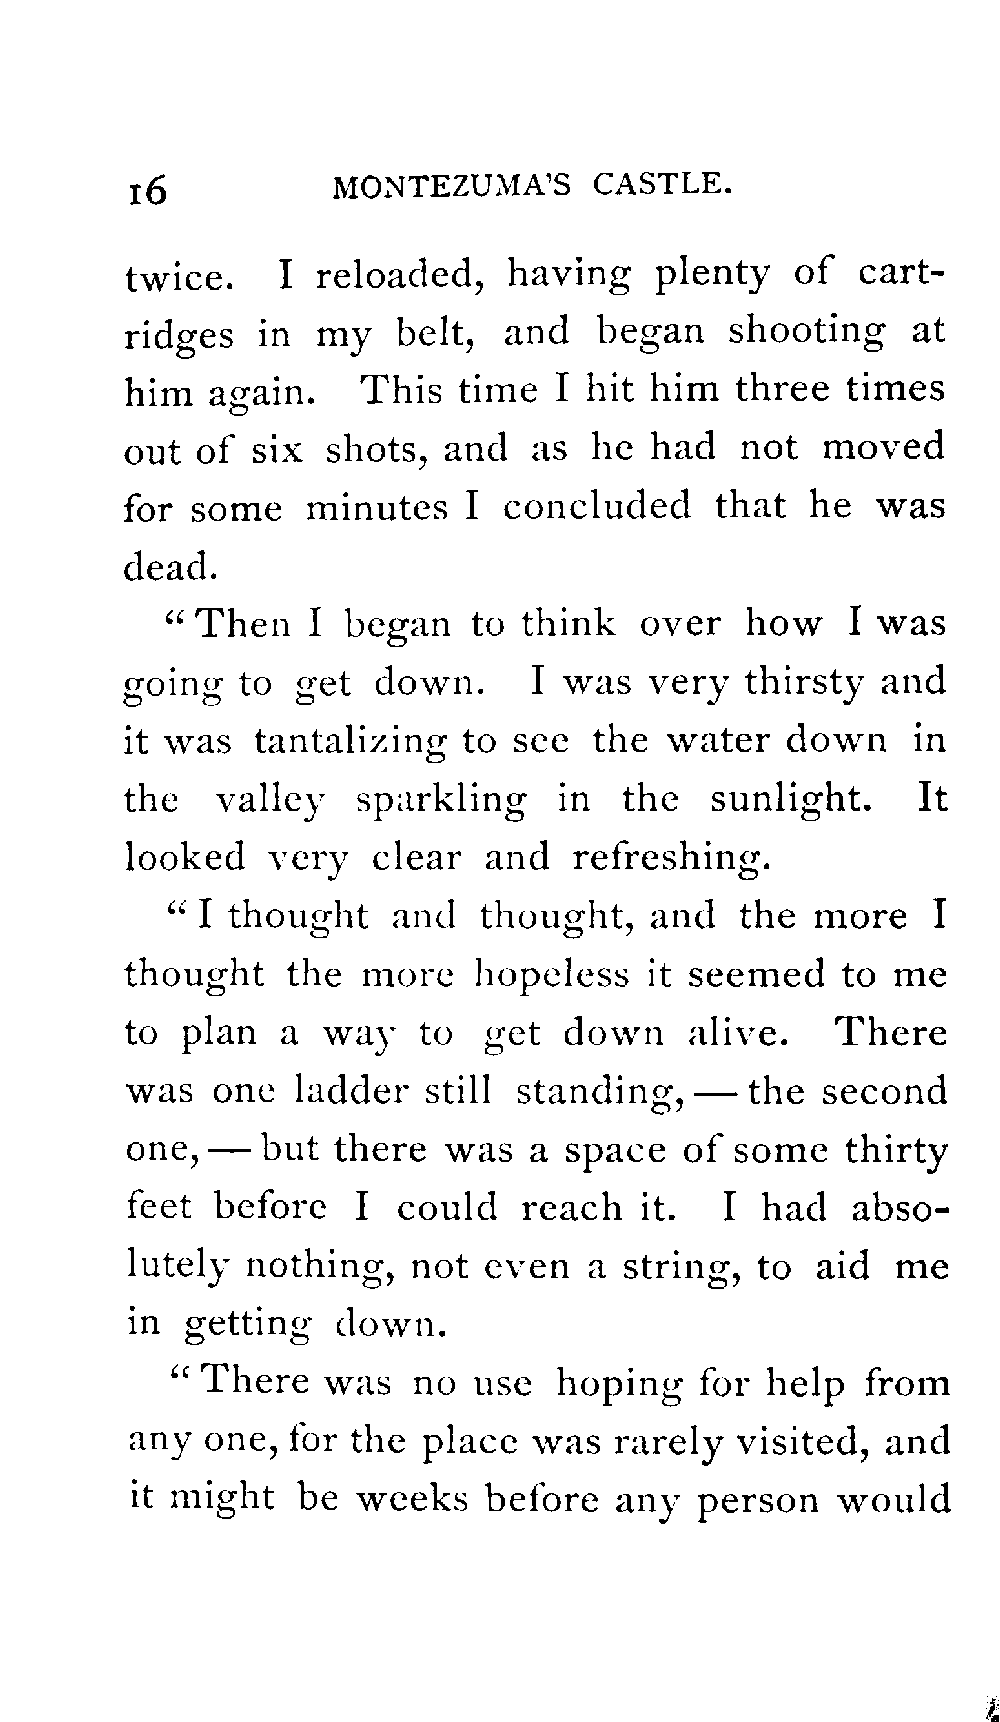 16 MONTEZUMA'S CASTLE.
twice. I reloaded, having plenty of cart-
ridges in my belt, and began shooting at
him again. This time I hit him three times
out of six shots, and as he had not moved
for some minutes I concluded that he was
dead.
“Then I began to think over how I was
going to get down. I was very thirsty and
it was tantalizing to see the water down in
the valley sparkling in the sunlight. It
looked very clear and refreshing.
“I thought and thought, and the more I
thought the more hopeless it seemed to me
to plan a way to get down alive. There
was one ladder still standing, — the second
one, — but there was a space of some thirty
feet before I could reach it. I had abso-
lutely nothing, not even a string, to aid me
in getting down.
“There was no use hoping for help from
any one, for the place was rarely visited, and
it might be weeks before any person would